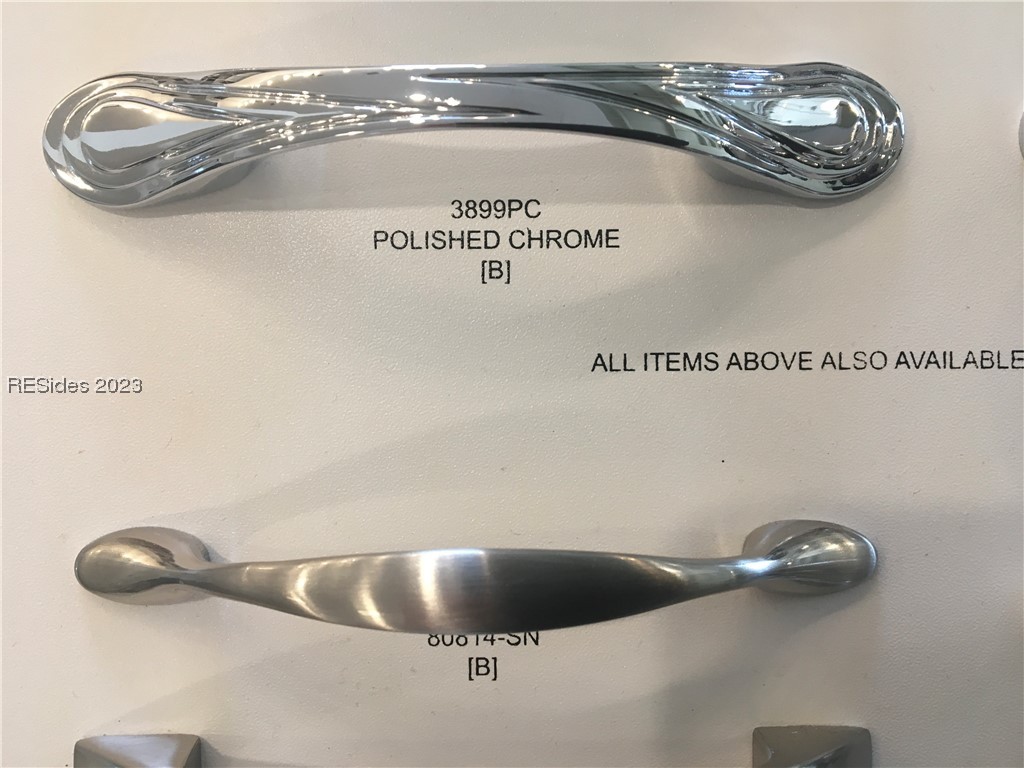 3899PC
POLISHED CHROME
[B]
ALL ITEMS ABOVE ALSO AVAILABLE
RESides 2023
80814-SN
[B]